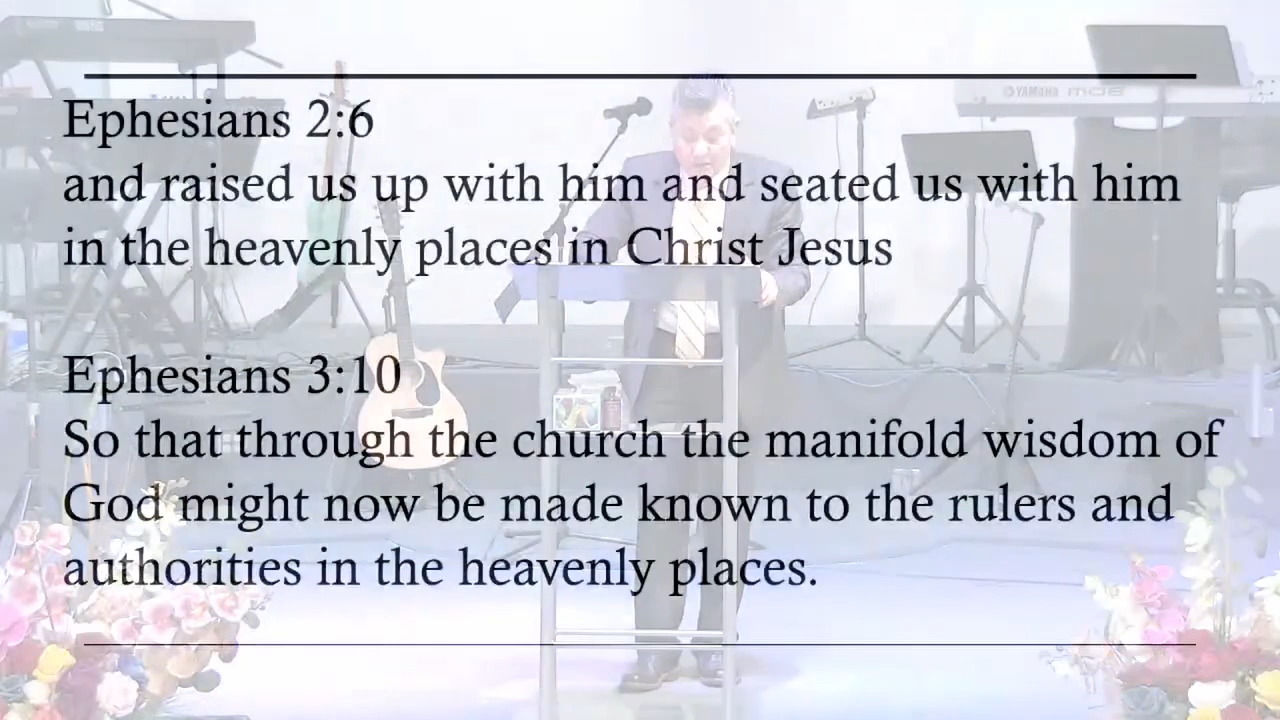 Ephesians 2:6
and raised us up with him and seated us with him
in the heavenly places in Christ Jesus
Ephesians 3:10
So that through the church the manifold wisdom of
God might now be made known to the rulers and
authorities in the heavenly places.
YAMAHA MO8